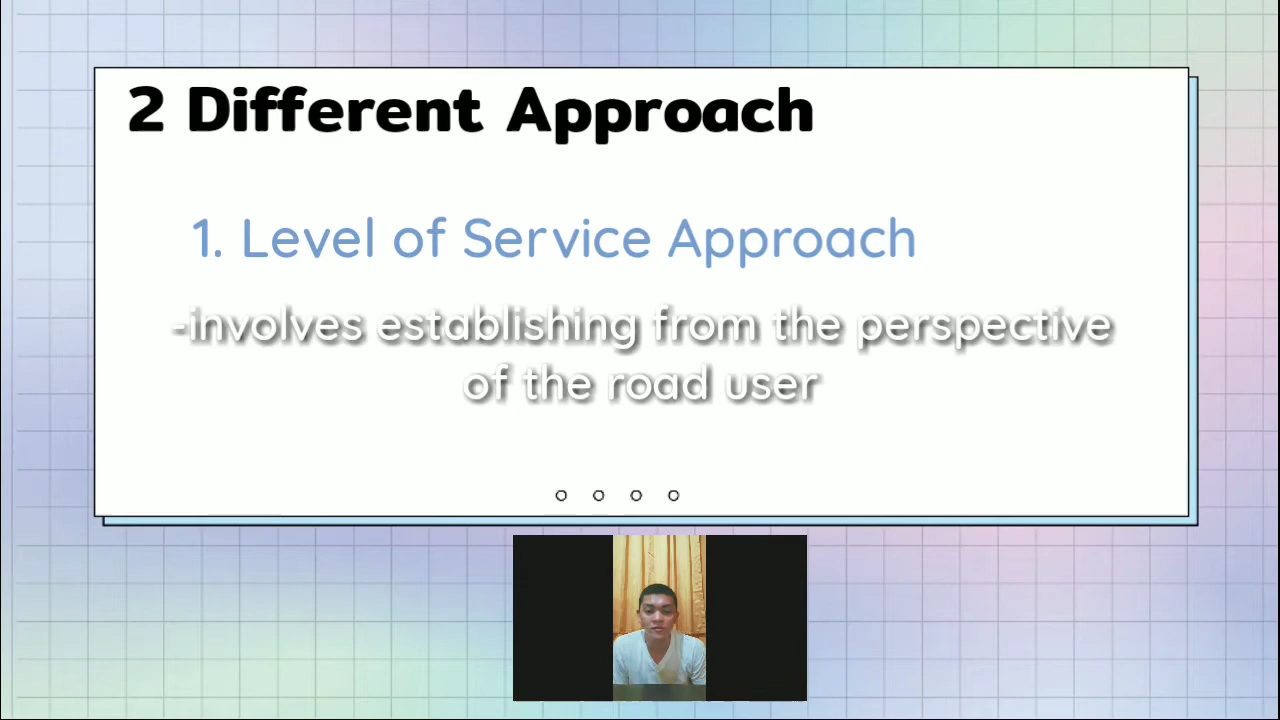 2 Different Approach
1. Level of Service Approach
-involves establishing from the perspective
of the road user